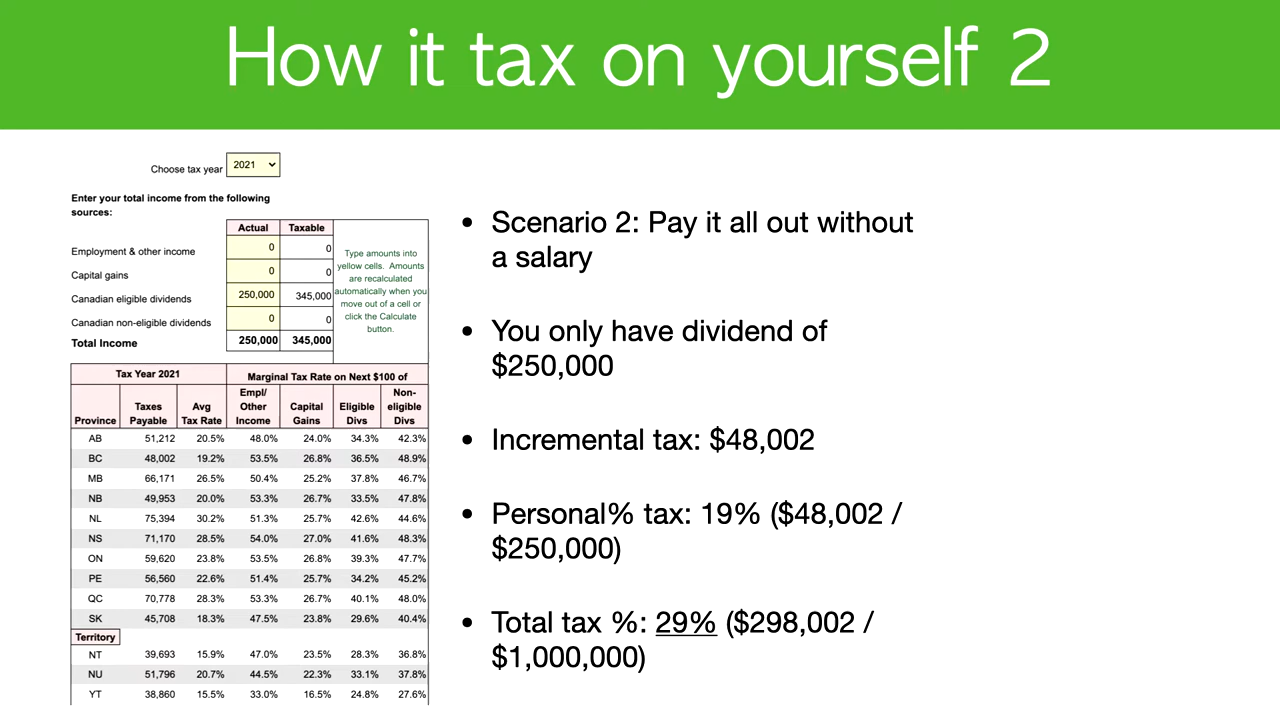 How it tax on yourself 2
Choose tax year 2021
Enter your total income from the following
sources:
Actual Taxable
Employment & other income 0 0
Capital gains 0 0
Canadian eligible dividends 250,000 345,000
Canadian non-eligible dividends 0 0
Total Income 250,000 345,000
Type amounts into
yellow cells. Amounts
are recalculated
automatically when you
move out of a cell or
click the Calculate
button.
Tax Year 2021 Marginal Tax Rate on Next $100 of
Province Taxes Payable Avg Tax Rate Empl/ Other Income Capital Gains Eligible Divs Non- eligible Divs
AB 51,212 20.5% 48.0% 24.0% 34.3% 42.3%
BC 48,002 19.2% 53.5% 26.8% 36.5% 48.9%
MB 66,171 26.5% 50.4% 25.2% 37.8% 46.7%
NB 49,953 20.0% 53.3% 26.7% 33.5% 47.8%
NL 75,394 30.2% 51.3% 25.7% 42.6% 44.6%
NS 71,170 28.5% 54.0% 27.0% 41.6% 48.3%
ON 59,620 23.8% 53.5% 26.8% 39.3% 47.7%
PE 56,560 22.6% 51.4% 25.7% 34.2% 45.2%
QC 70,778 28.3% 53.3% 26.7% 40.1% 48.0%
SK 45,708 18.3% 47.5% 23.8% 29.6% 40.4%
Territory
NT 39,693 15.9% 47.0% 23.5% 28.3% 36.8%
NU 51,796 20.7% 44.5% 22.3% 33.1% 37.8%
YT 38,860 15.5% 33.0% 16.5% 24.8% 27.6%
• Scenario 2: Pay it all out without
a salary
• You only have dividend of
$250,000
• Incremental tax: $48,002
• Personal% tax: 19% ($48,002 /
$250,000)
• Total tax %: 29% ($298,002 /
$1,000,000)